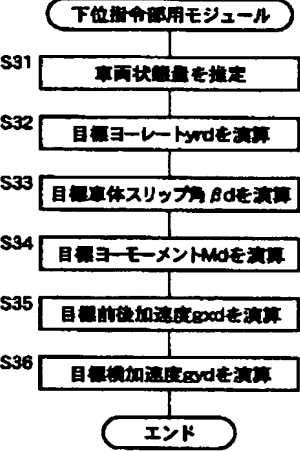 下位指令部用モジュール
S31
車両状態量を推定
S32
目標ヨーレートyrdを演算
S33
目標車体スリップ角βdを演算
S34
目標ヨーモーメントMdを演算
S35
目標前後加速度gxdを演算
S36
目標横加速度gydを演算
エンド